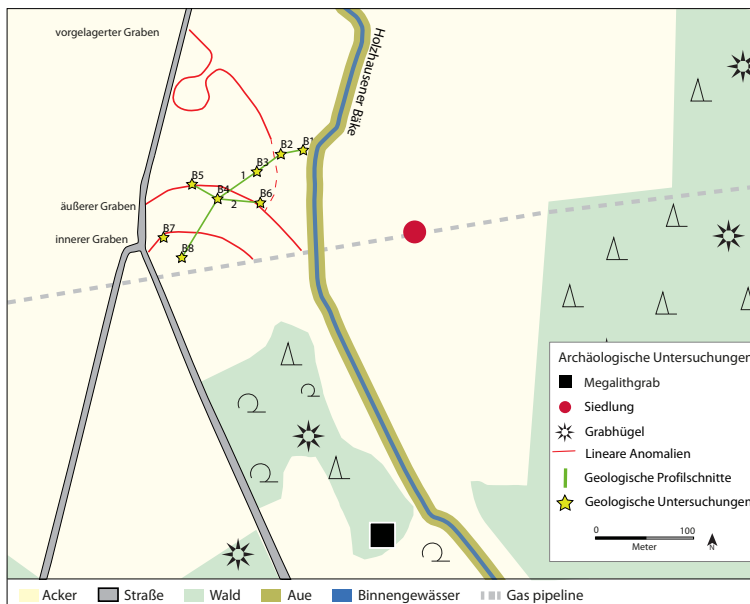 vorgelagerter Graben
Holzhausener Bäke
B1
B2
B3
1
B5
B4
B6
2
äußerer Graben
B7
innerer Graben
B8
Archäologische Untersuchungen
Megalithgrab
Siedlung
Grabhügel
Lineare Anomalien
Geologische Profilschnitte
Geologische Untersuchungen
0 100
Meter
N
Acker Straße Wald Aue Binnengewässer Gas pipeline